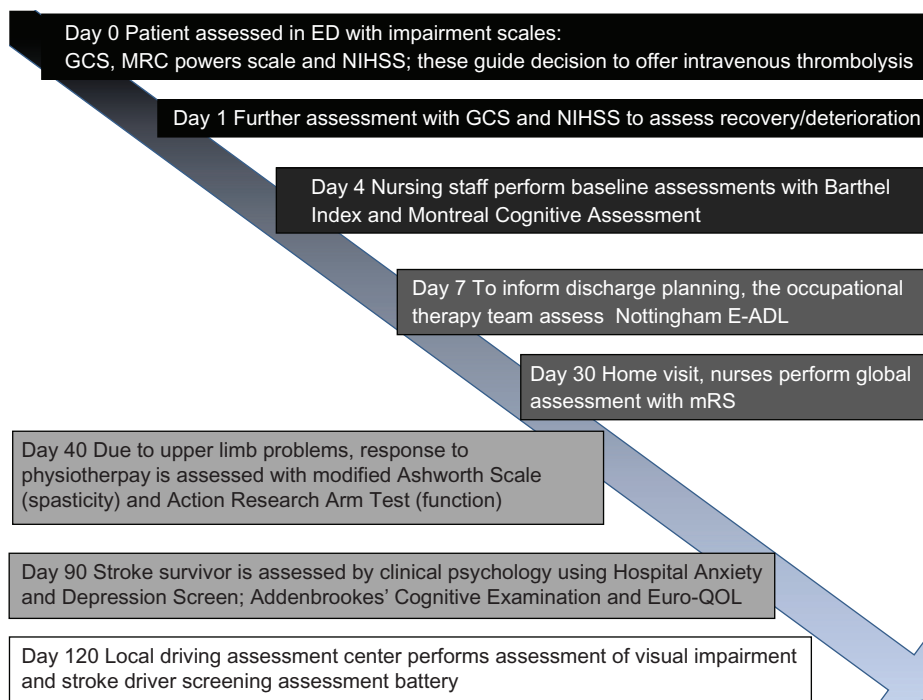 Day 0 Patient assessed in ED with impairment scales:
GCS, MRC powers scale and NIHSS; these guide decision to offer intravenous thrombolysis
Day 1 Further assessment with GCS and NIHSS to assess recovery/deterioration
Day 4 Nursing staff perform baseline assessments with Barthel
Index and Montreal Cognitive Assessment
Day 7 To inform discharge planning, the occupational
therapy team assess Nottingham E-ADL
Day 30 Home visit, nurses perform global
assessment with mRS
Day 40 Due to upper limb problems, response to
physiotherpay is assessed with modified Ashworth Scale
(spasticity) and Action Research Arm Test (function)
Day 90 Stroke survivor is assessed by clinical psychology using Hospital Anxiety
and Depression Screen; Addenbrookes' Cognitive Examination and Euro-QOL
Day 120 Local driving assessment center performs assessment of visual impairment
and stroke driver screening assessment battery